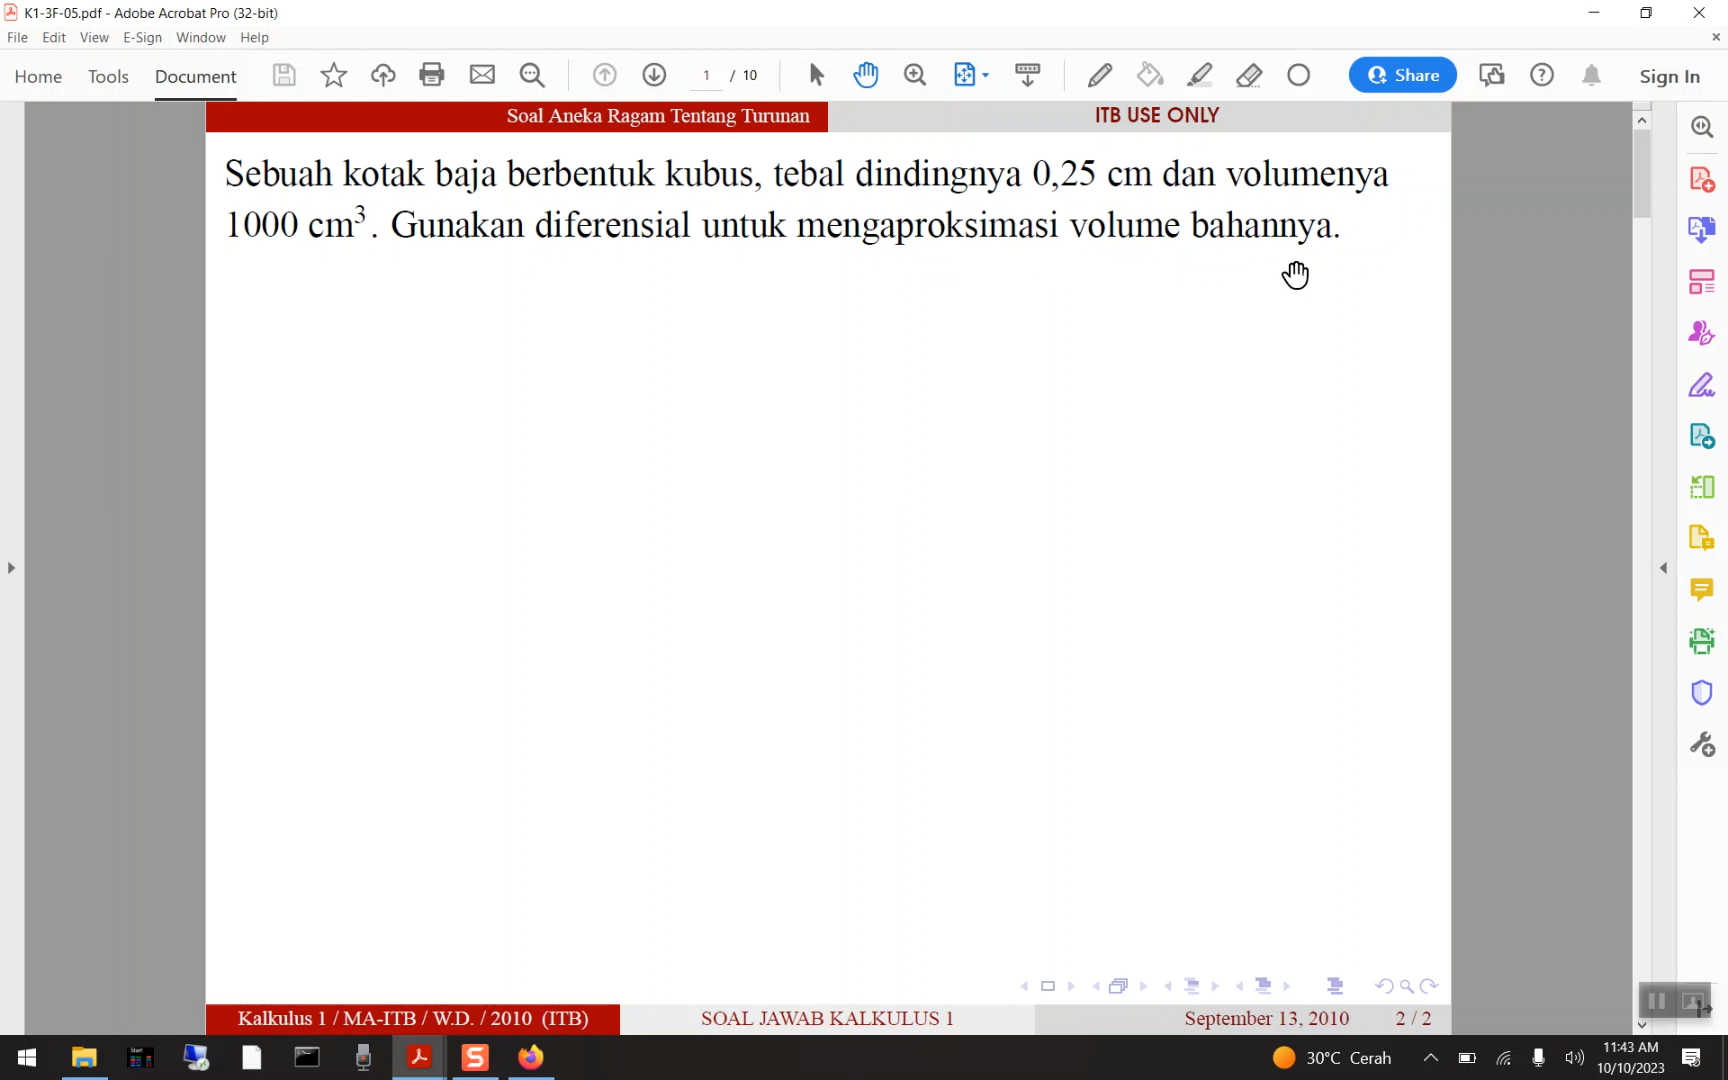 K1-3F-05.pdf - Adobe Acrobat Pro (32-bit)
File Edit View E-Sign Window Help
Home Tools Document 1 / 10 Share Sign In
Soal Aneka Ragam Tentang Turunan ITB USE ONLY
Sebuah kotak baja berbentuk kubus, tebal dindingnya 0,25 cm dan volumenya
1000 cm³. Gunakan diferensial untuk mengaproksimasi volume bahannya.
Kalkulus 1 / MA-ITB / W.D. / 2010 (ITB) SOAL JAWAB KALKULUS 1 September 13, 2010 2 / 2
30°C Cerah 11:43 AM
10/10/2023